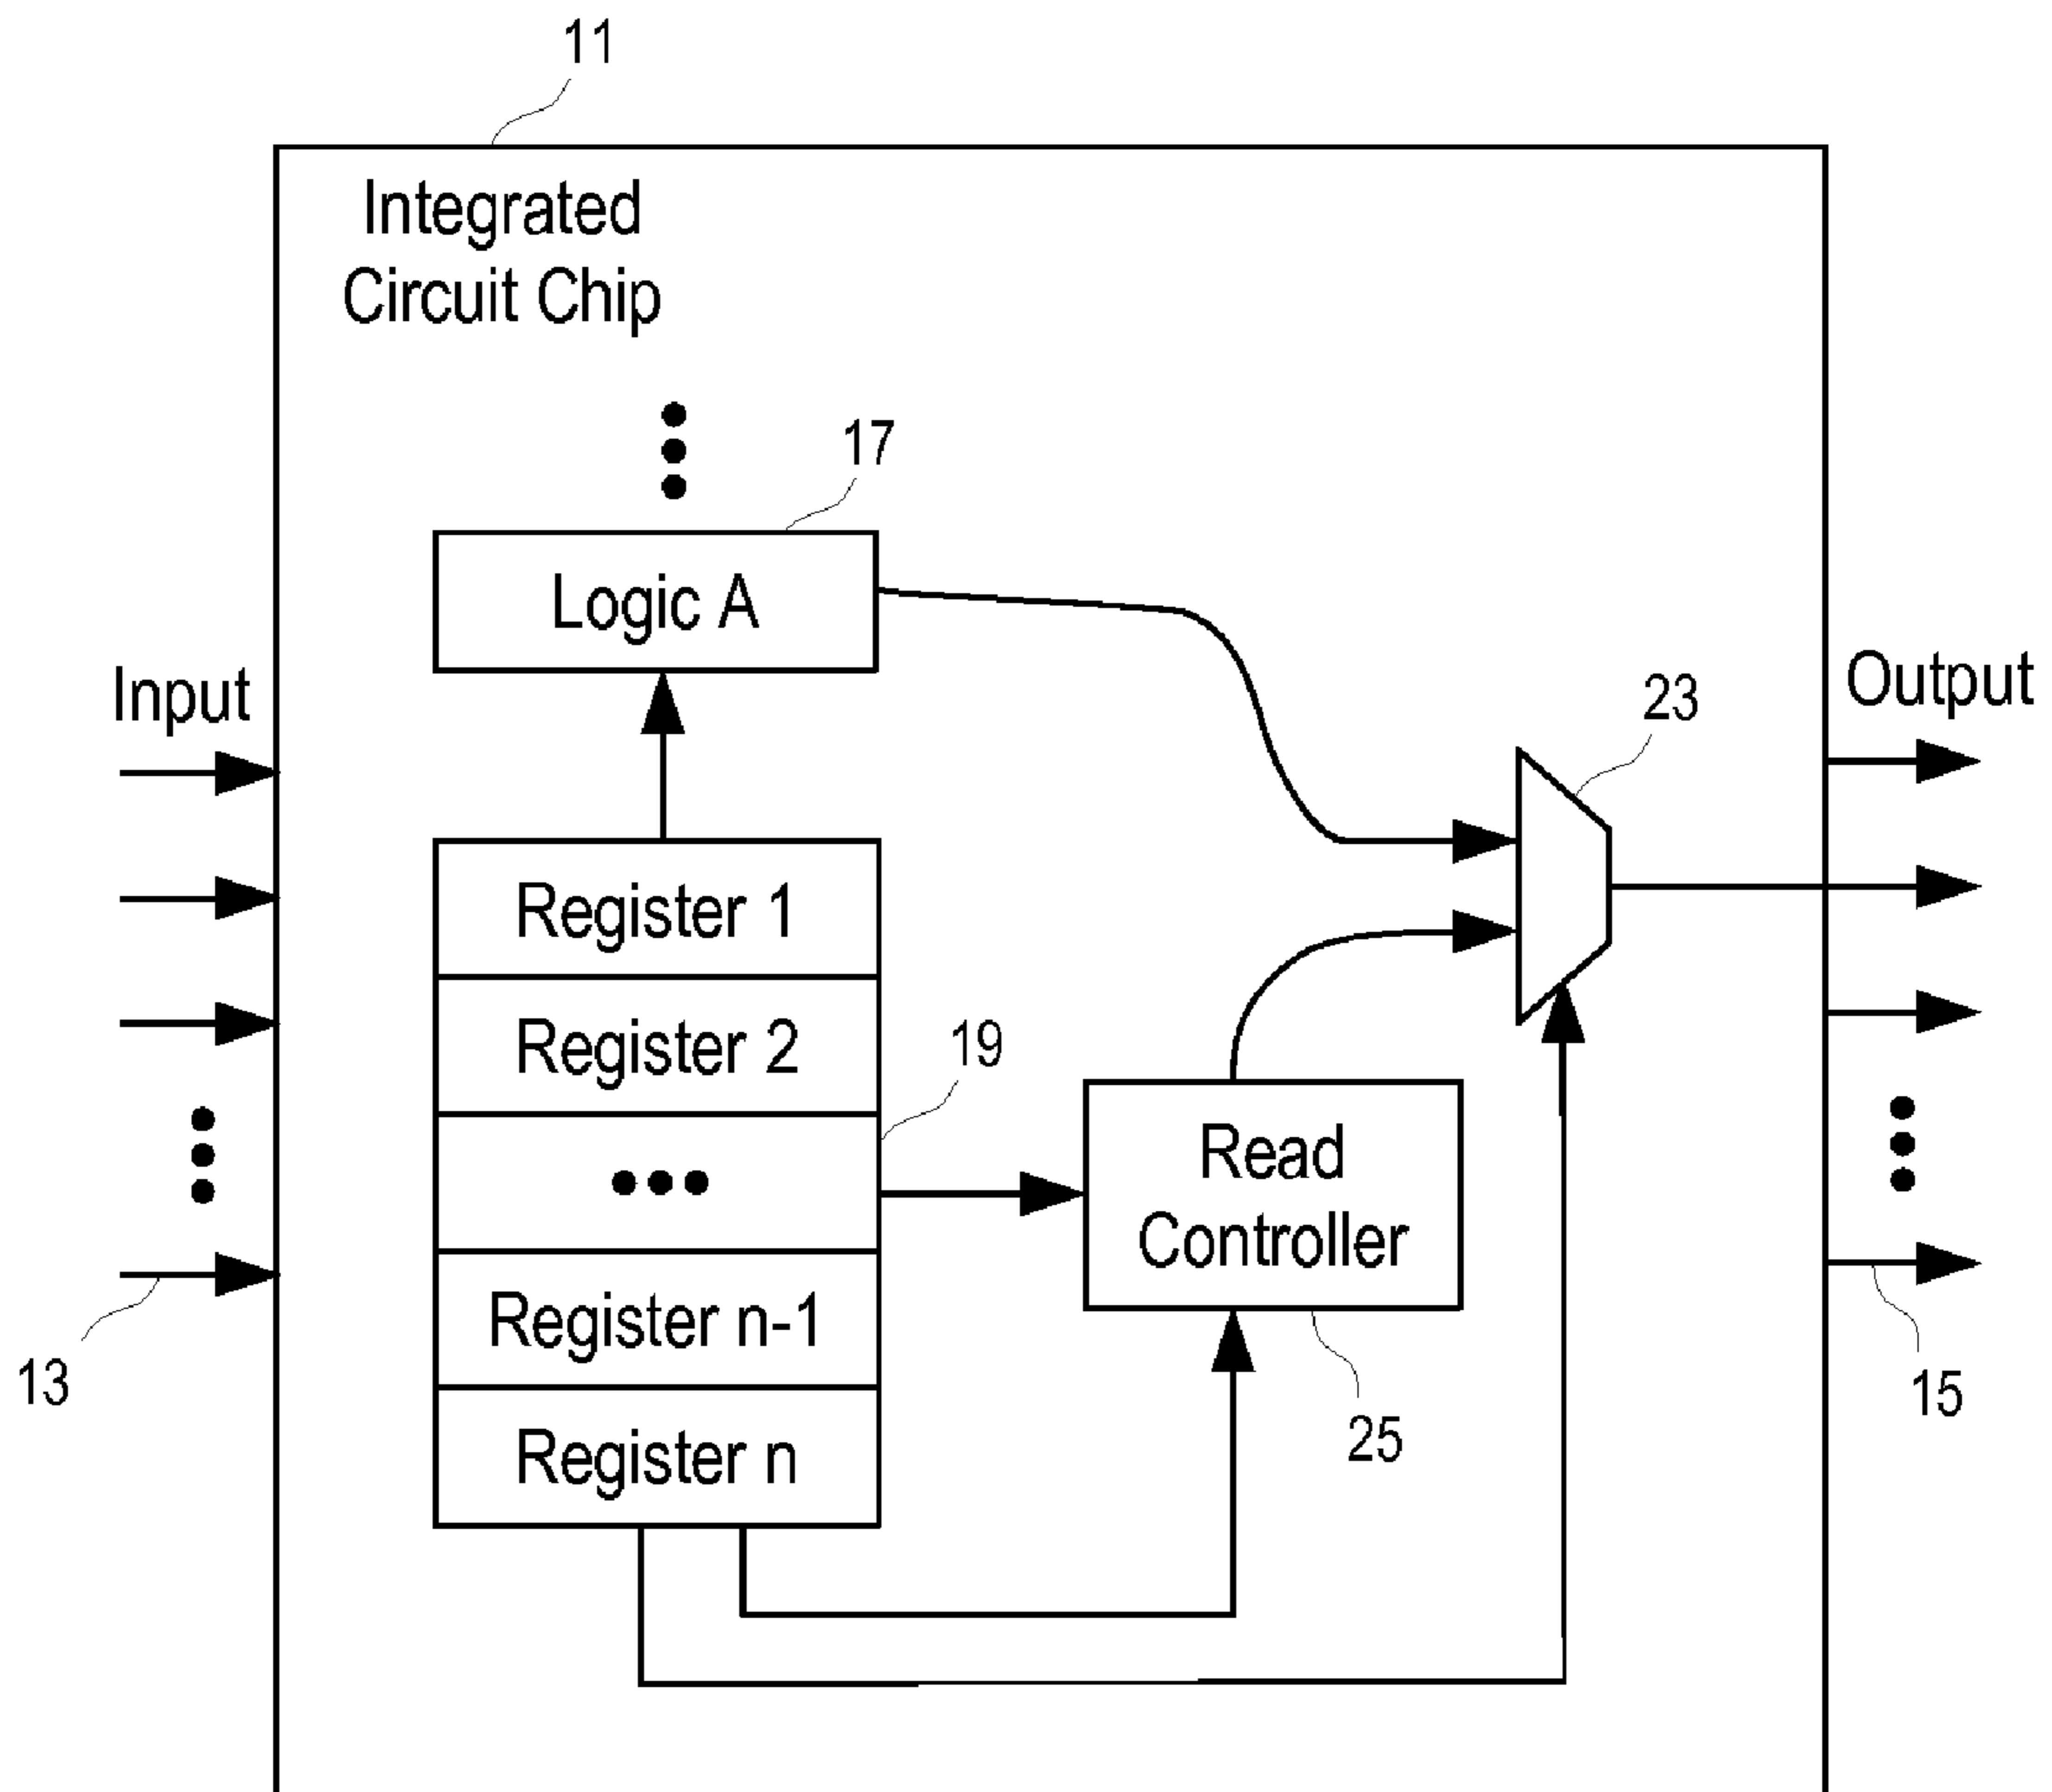 11
Integrated
Circuit Chip
17
Logic A
Input
Output
23
Register 1
Register 2
19
Read
Controller
Register n-1
Register n
13
15
25